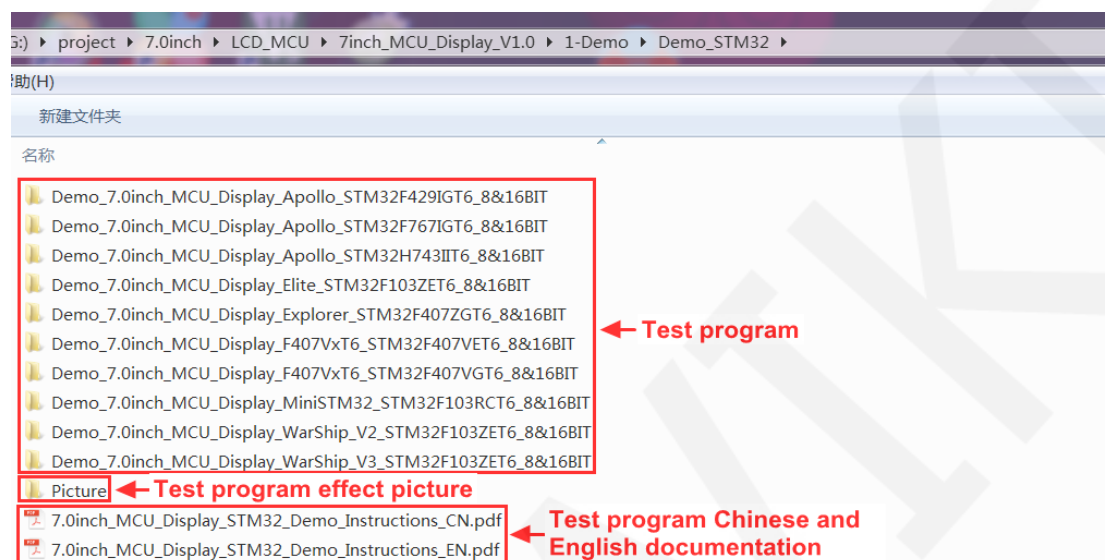 G:) ▸ project ▸ 7.0inch ▸ LCD_MCU ▸ 7inch_MCU_Display_V1.0 ▸ 1-Demo ▸ Demo_STM32 ▸
帮助(H)
新建文件夹
名称
Demo_7.0inch_MCU_Display_Apollo_STM32F429IGT6_8&16BIT
Demo_7.0inch_MCU_Display_Apollo_STM32F767IGT6_8&16BIT
Demo_7.0inch_MCU_Display_Apollo_STM32H743IIT6_8&16BIT
Demo_7.0inch_MCU_Display_Elite_STM32F103ZET6_8&16BIT
Demo_7.0inch_MCU_Display_Explorer_STM32F407ZGT6_8&16BIT
Test program
Demo_7.0inch_MCU_Display_F407VxT6_STM32F407VET6_8&16BIT
Demo_7.0inch_MCU_Display_F407VxT6_STM32F407VGT6_8&16BIT
Demo_7.0inch_MCU_Display_MiniSTM32_STM32F103RCT6_8&16BIT
Demo_7.0inch_MCU_Display_WarShip_V2_STM32F103ZET6_8&16BIT
Demo_7.0inch_MCU_Display_WarShip_V3_STM32F103ZET6_8&16BIT
Picture
Test program effect picture
7.0inch_MCU_Display_STM32_Demo_Instructions_CN.pdf
7.0inch_MCU_Display_STM32_Demo_Instructions_EN.pdf
Test program Chinese and
English documentation